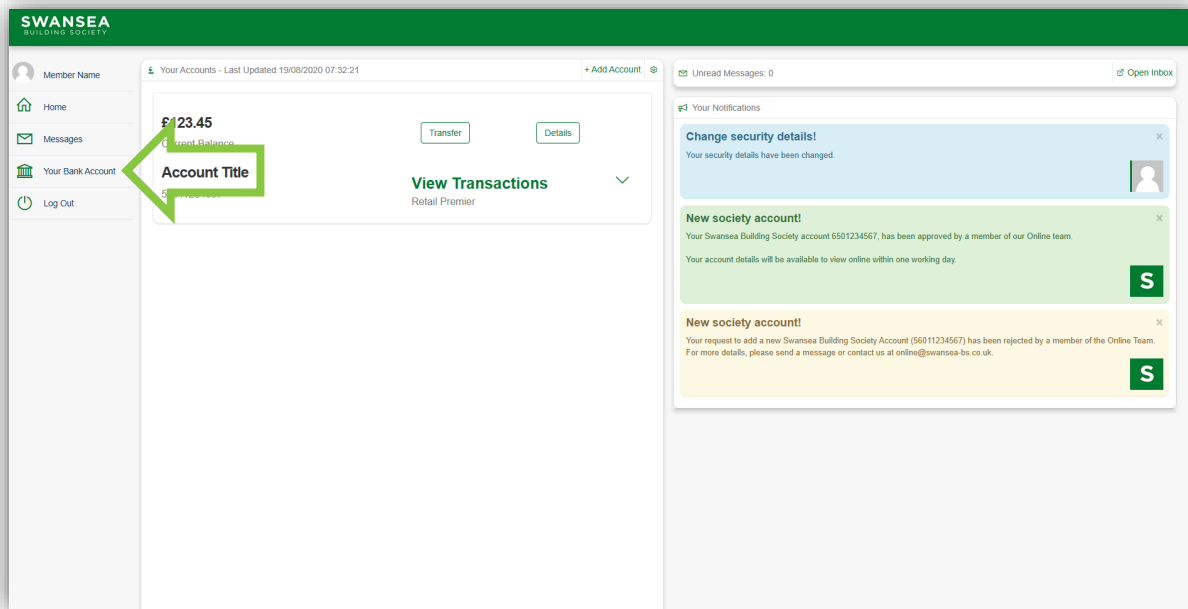 SWANSEA
BUILDING SOCIETY
Member Name
Home
Messages
Your Bank Account
Log Out
£ Your Accounts - Last Updated 19/08/2020 07:32:21
+ Add Account
£123.45
Current Balance
Transfer
Details
Account Title
View Transactions
Retail Premier
Unread Messages: 0
Open Inbox
Your Notifications
Change security details!
×
Your security details have been changed.
New society account!
×
Your Swansea Building Society account 6501234567, has been approved by a member of our Online team.
Your account details will be available to view online within one working day.
S
New society account!
×
Your request to add a new Swansea Building Society Account (56011234567) has been rejected by a member of the Online Team.
For more details, please send a message or contact us at online@swansea-bs.co.uk.
S